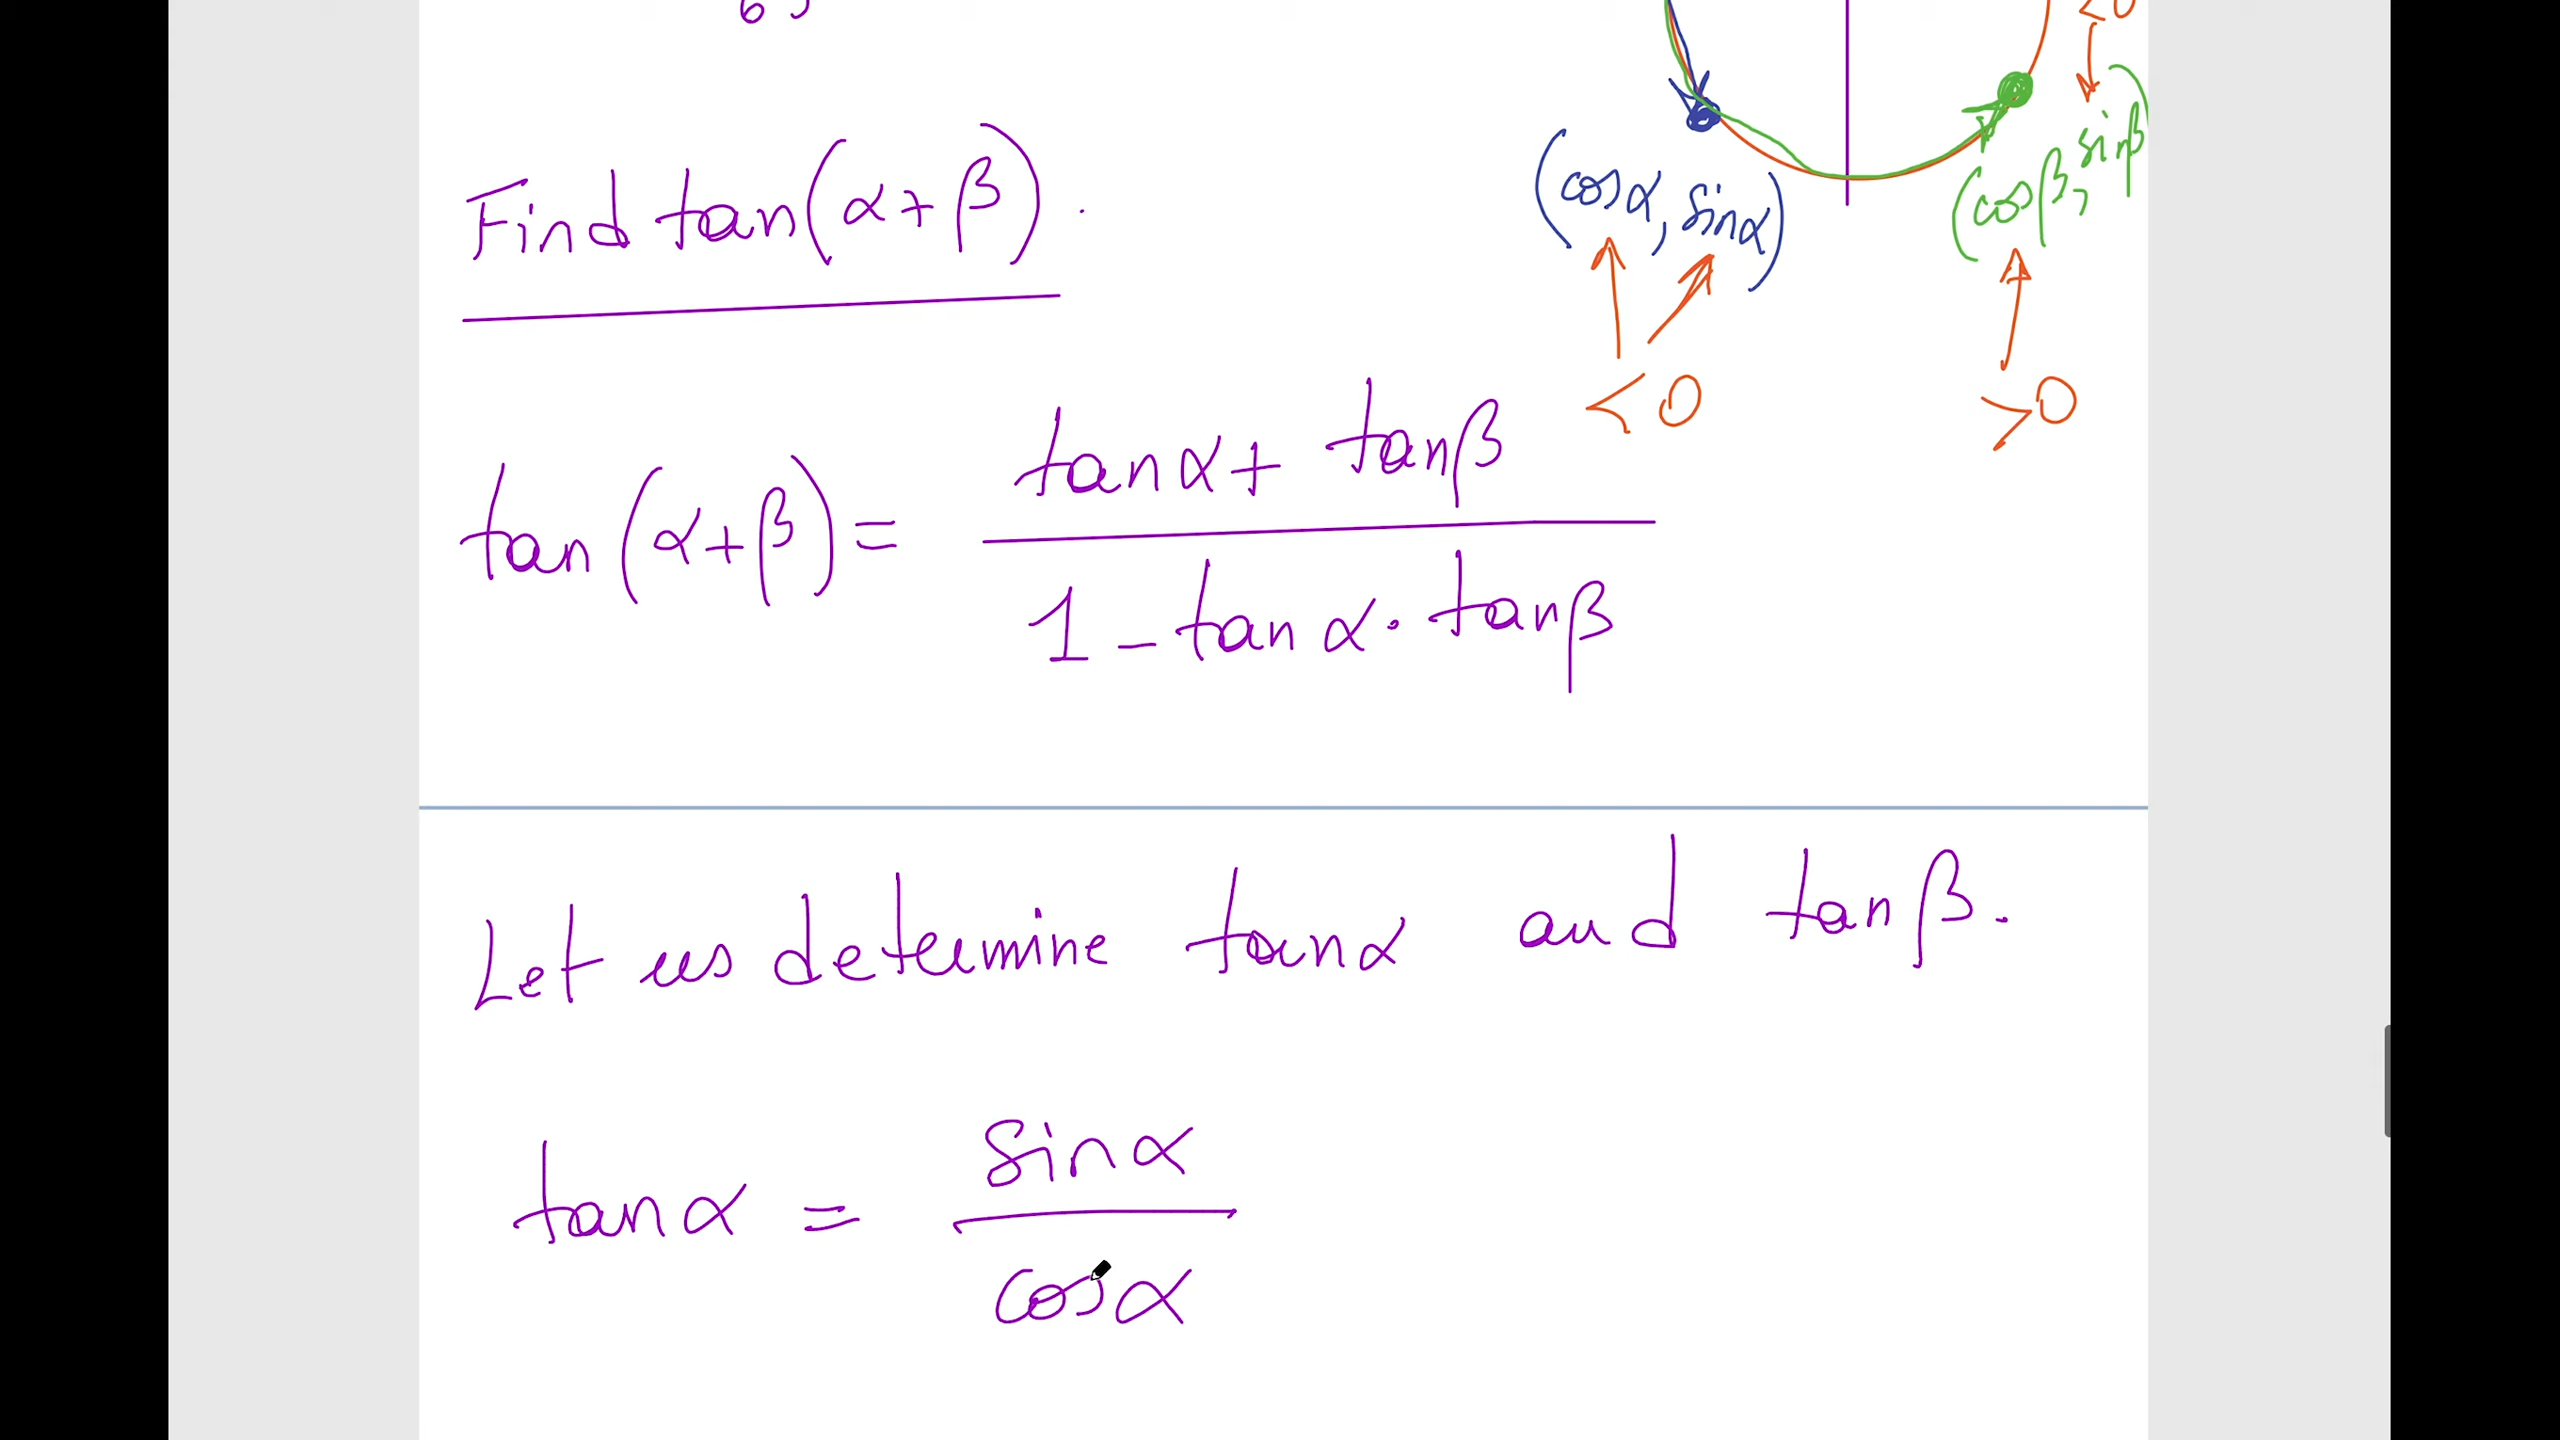 <0
Find tan(α+β).
(cosα, sinα)
(cosβ, sinβ)
<0
>0
tan(α+β) = tanα + tanβ
1 - tanα · tanβ
Let us determine tanα and tanβ.
tanα = sinα
cosα